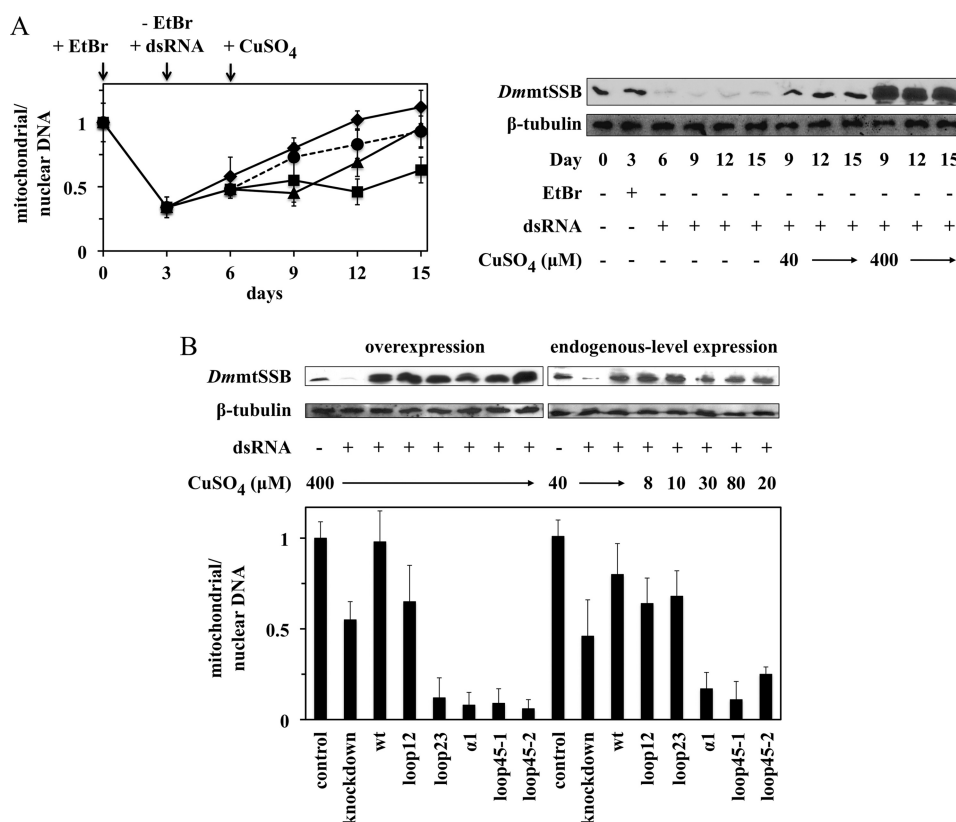 A
- EtBr
+ EtBr + dsRNA + CuSO4
mitochondrial/
nuclear DNA
1
0.5
0
0 3 6 9 12 15
days
DmmtSSB
β-tubulin
Day 0 3 6 9 12 15 9 12 15 9 12 15
EtBr - + - - - - - - - - - -
dsRNA - - + + + + + + + + + +
CuSO4 (μM) - - - - - - 40 → 400 →
B
overexpression endogenous-level expression
DmmtSSB
β-tubulin
dsRNA - + + + + + + + - + + + + + + +
CuSO4 (μM) 400 → 40 → 8 10 30 80 20
mitochondrial/
nuclear DNA
1
0.5
0
control knockdown wt loop12 loop23 α1 loop45-1 loop45-2 control knockdown wt loop12 loop23 α1 loop45-1 loop45-2